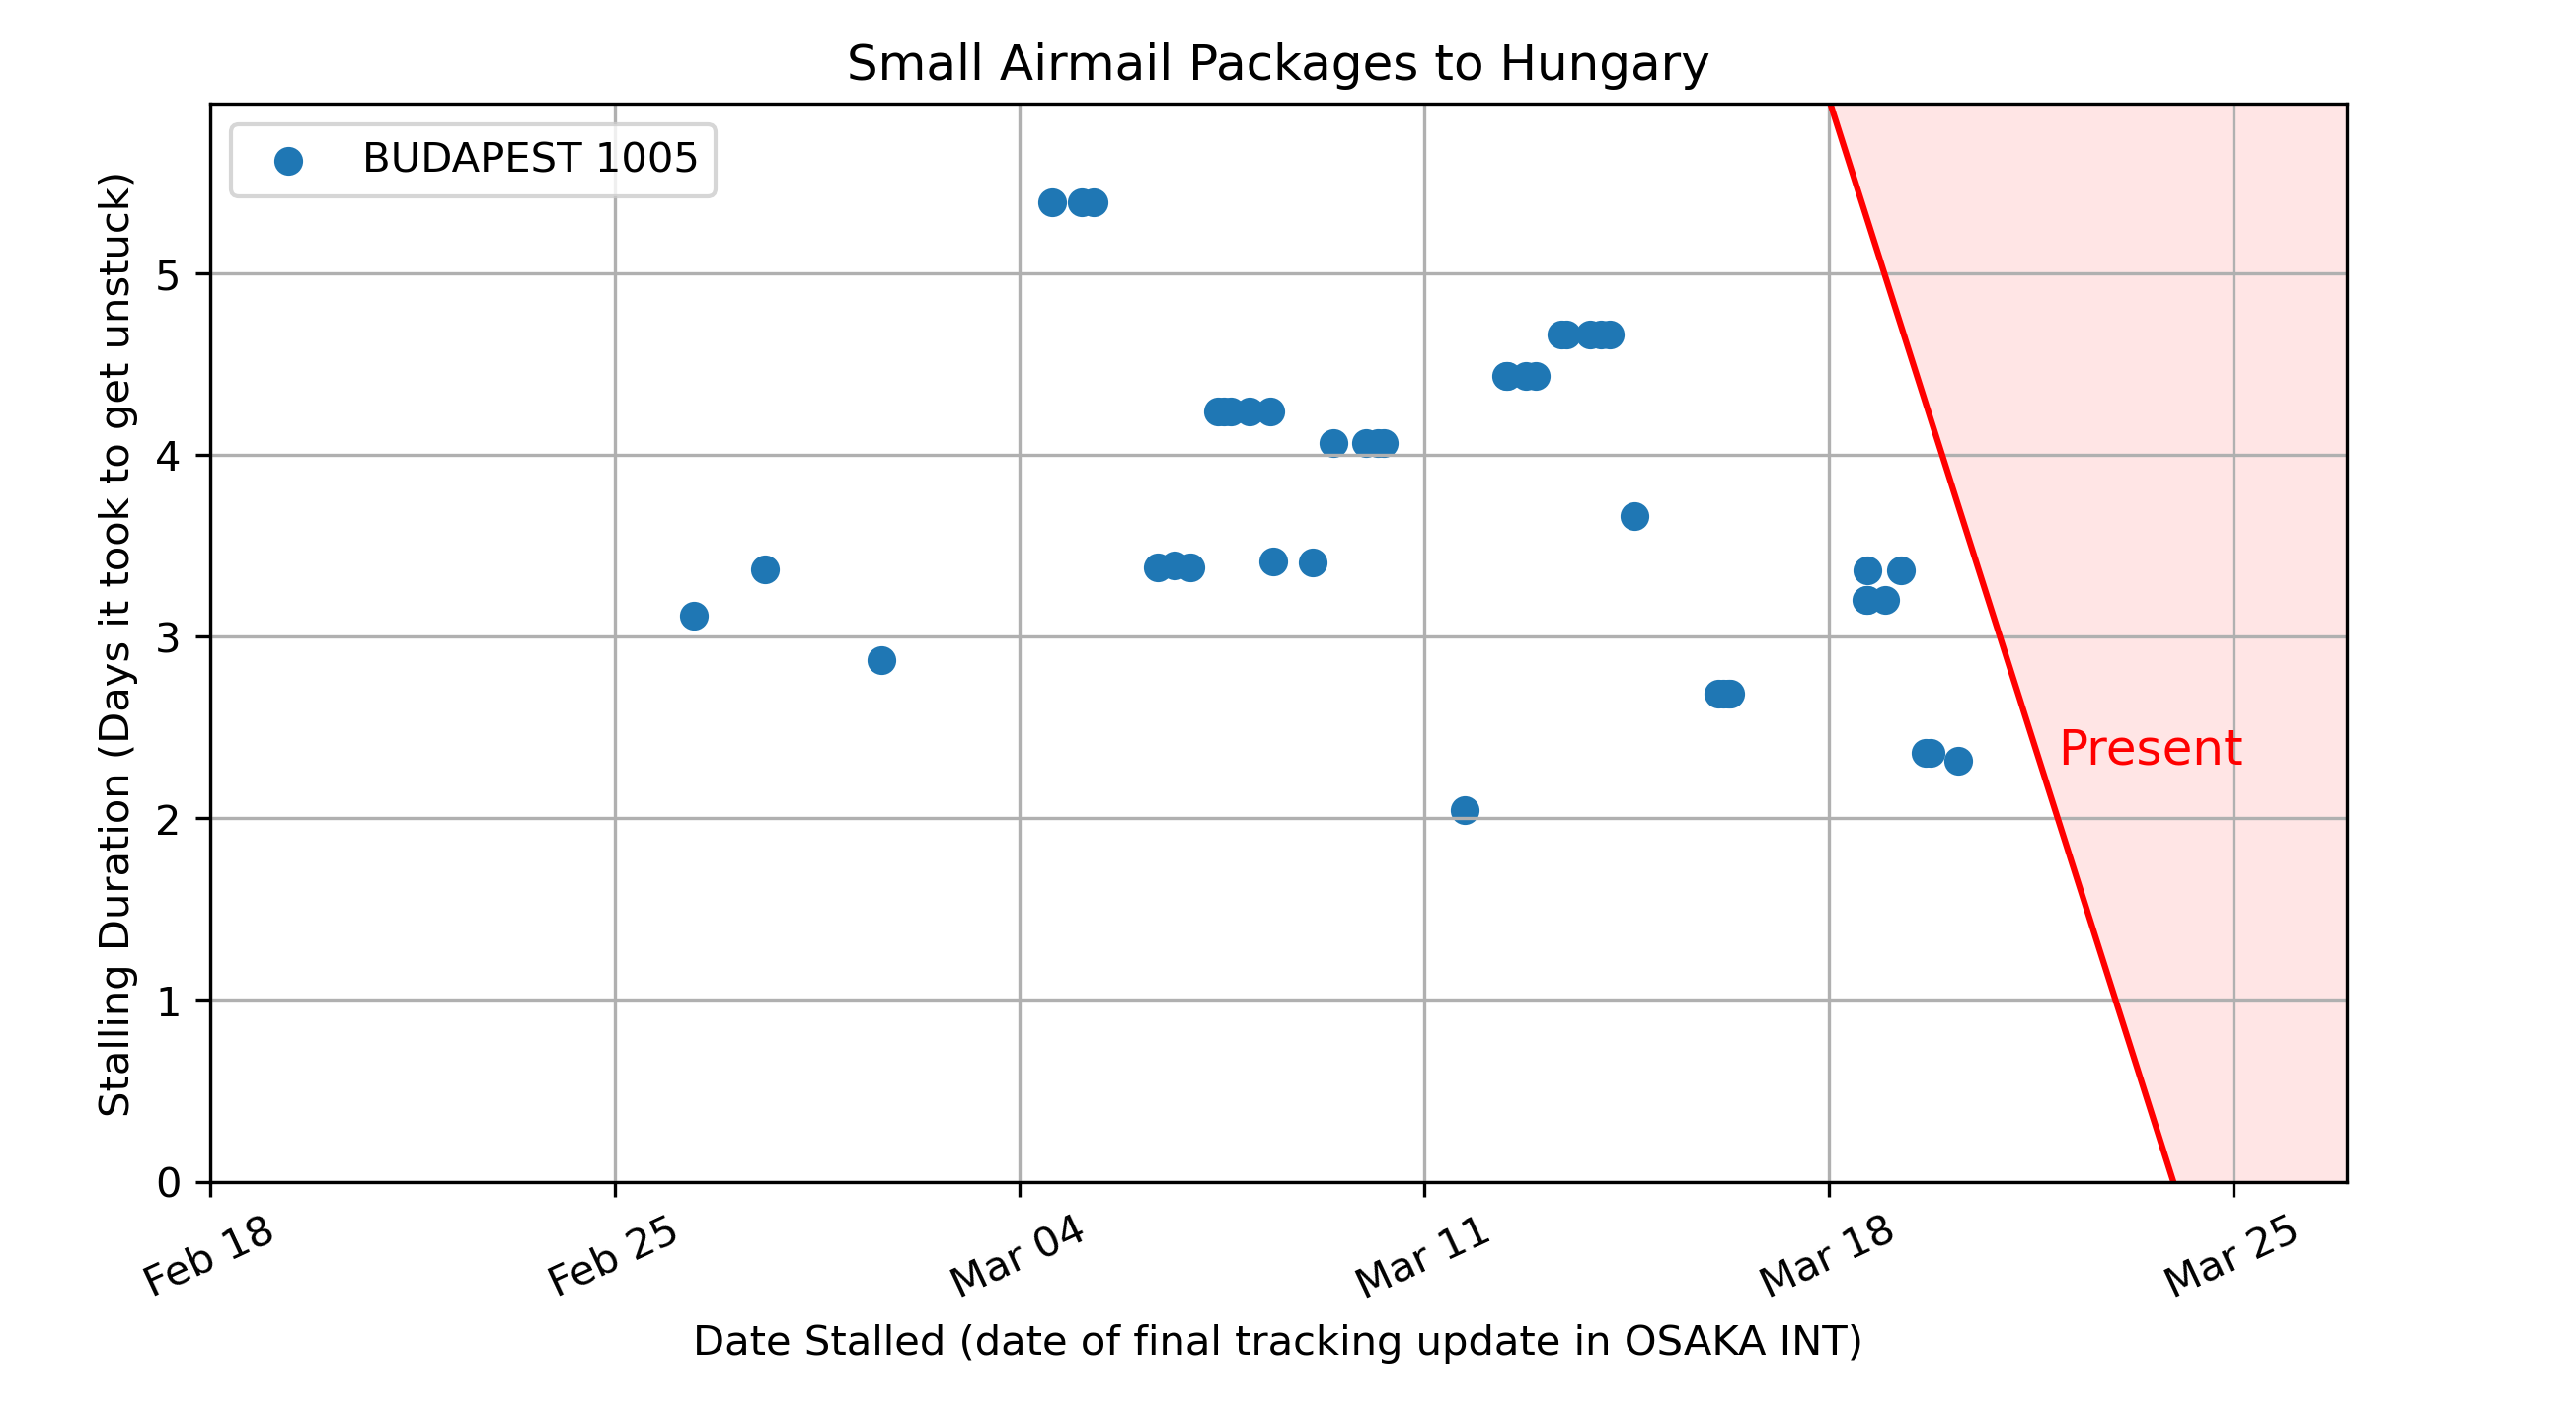 Small Airmail Packages to Hungary
BUDAPEST 1005
Stalling Duration (Days it took to get unstuck)
5
4
3
2
1
0
Present
Feb 18
Feb 25
Mar 04
Mar 11
Mar 18
Mar 25
Date Stalled (date of final tracking update in OSAKA INT)